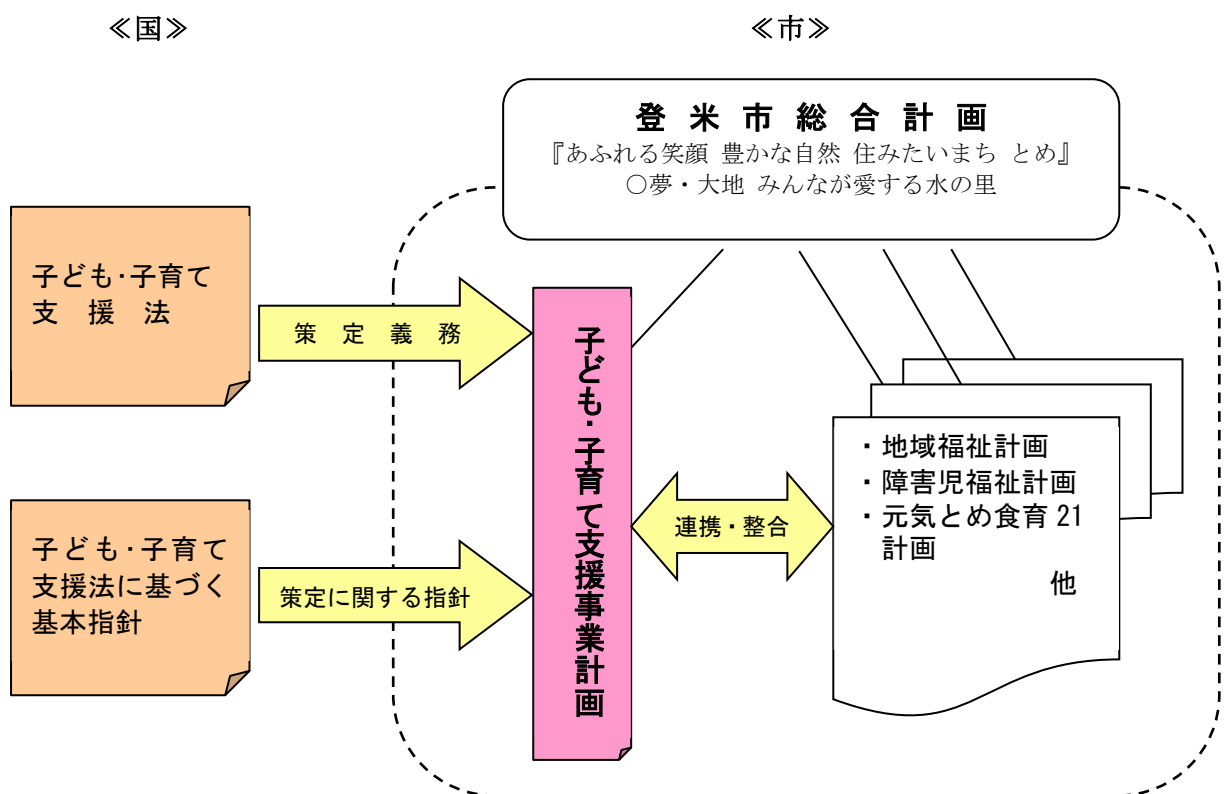 ≪国≫
≪市≫
登米市総合計画
『あふれる笑顔 豊かな自然 住みたいまち とめ』
○夢・大地 みんなが愛する水の里
子ども・子育て
支 援 法
策 定 義 務
子ども・子育て
支援法に基づく
基本指針
策定に関する指針
子ども・子育て支援事業計画
連携・整合
・地域福祉計画
・障害児福祉計画
・元気とめ食育 21
計画
他